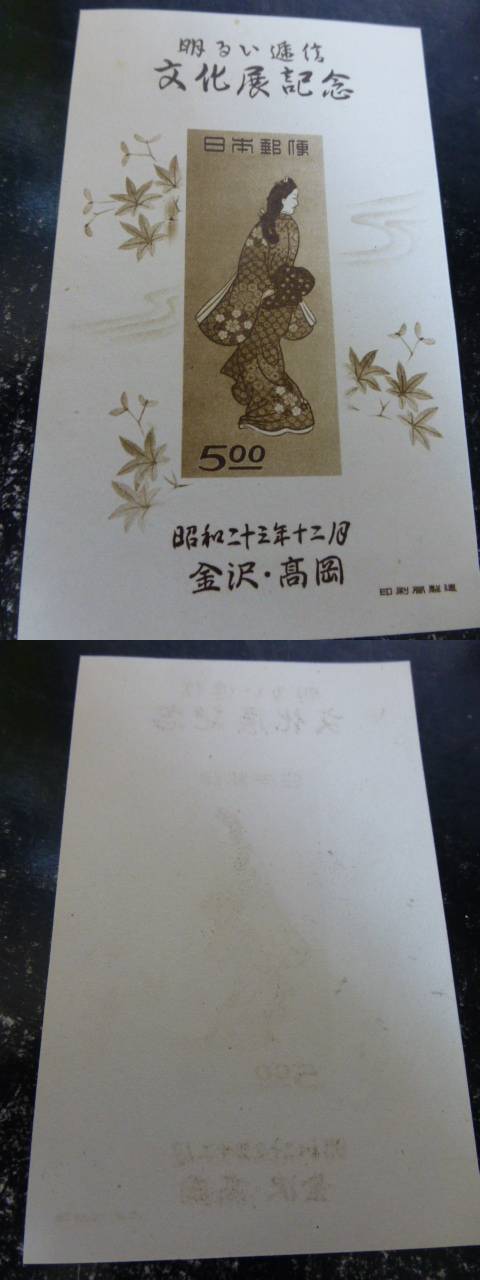 明るい逓信
文化展記念
日本郵便
5.00
昭和二十三年十二月
金沢・高岡
印刷局製造